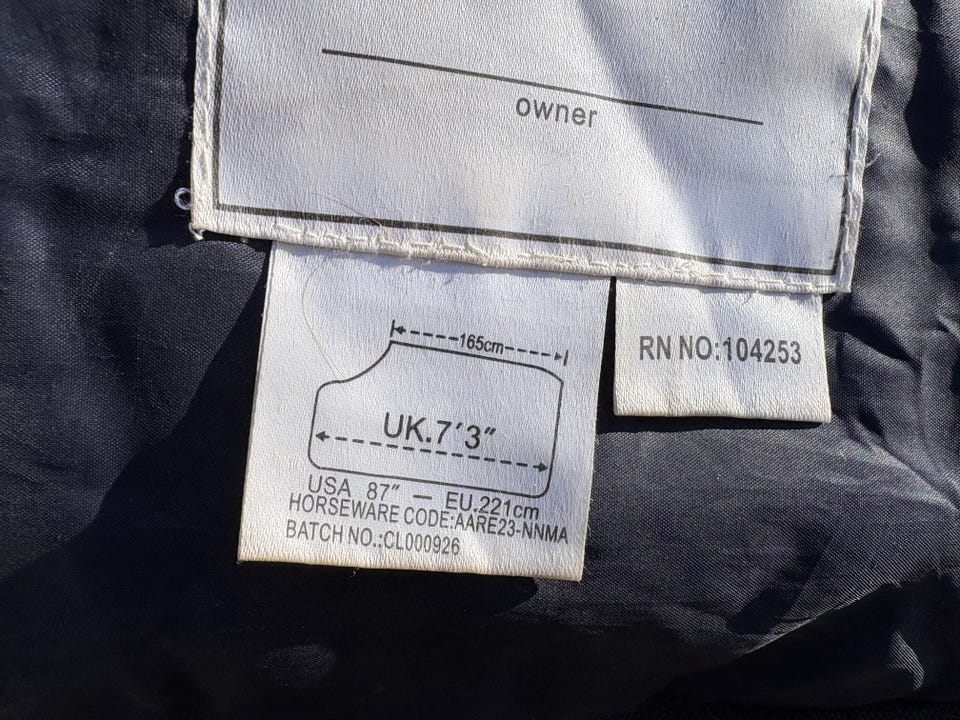 owner
165cm
UK.7'3"
USA 87" — EU.221cm
HORSEWARE CODE:AARE23-NNMA
BATCH NO.:CL000926
RN NO:104253